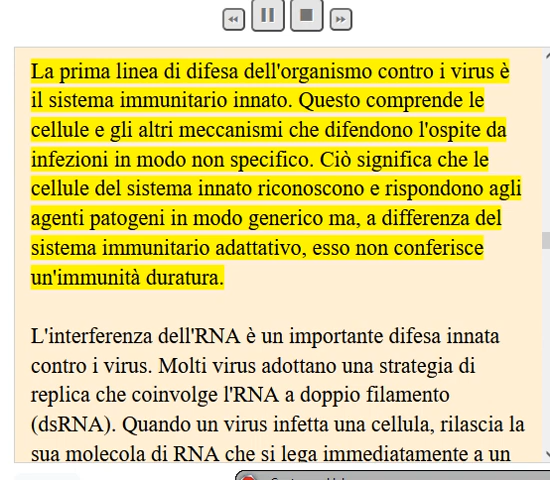 La prima linea di difesa dell'organismo contro i virus è
il sistema immunitario innato. Questo comprende le
cellule e gli altri meccanismi che difendono l'ospite da
infezioni in modo non specifico. Ciò significa che le
cellule del sistema innato riconoscono e rispondono agli
agenti patogeni in modo generico ma, a differenza del
sistema immunitario adattativo, esso non conferisce
un'immunità duratura.
L'interferenza dell'RNA è un importante difesa innata
contro i virus. Molti virus adottano una strategia di
replica che coinvolge l'RNA a doppio filamento
(dsRNA). Quando un virus infetta una cellula, rilascia la
sua molecola di RNA che si lega immediatamente a un